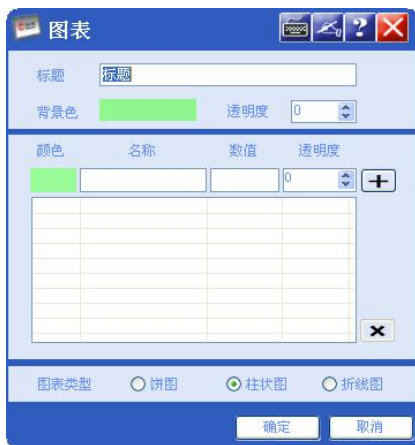 图表
标题 标题
背景色 透明度 0
颜色 名称 数值 透明度
0
图表类型 饼图 柱状图 折线图
确定 取消